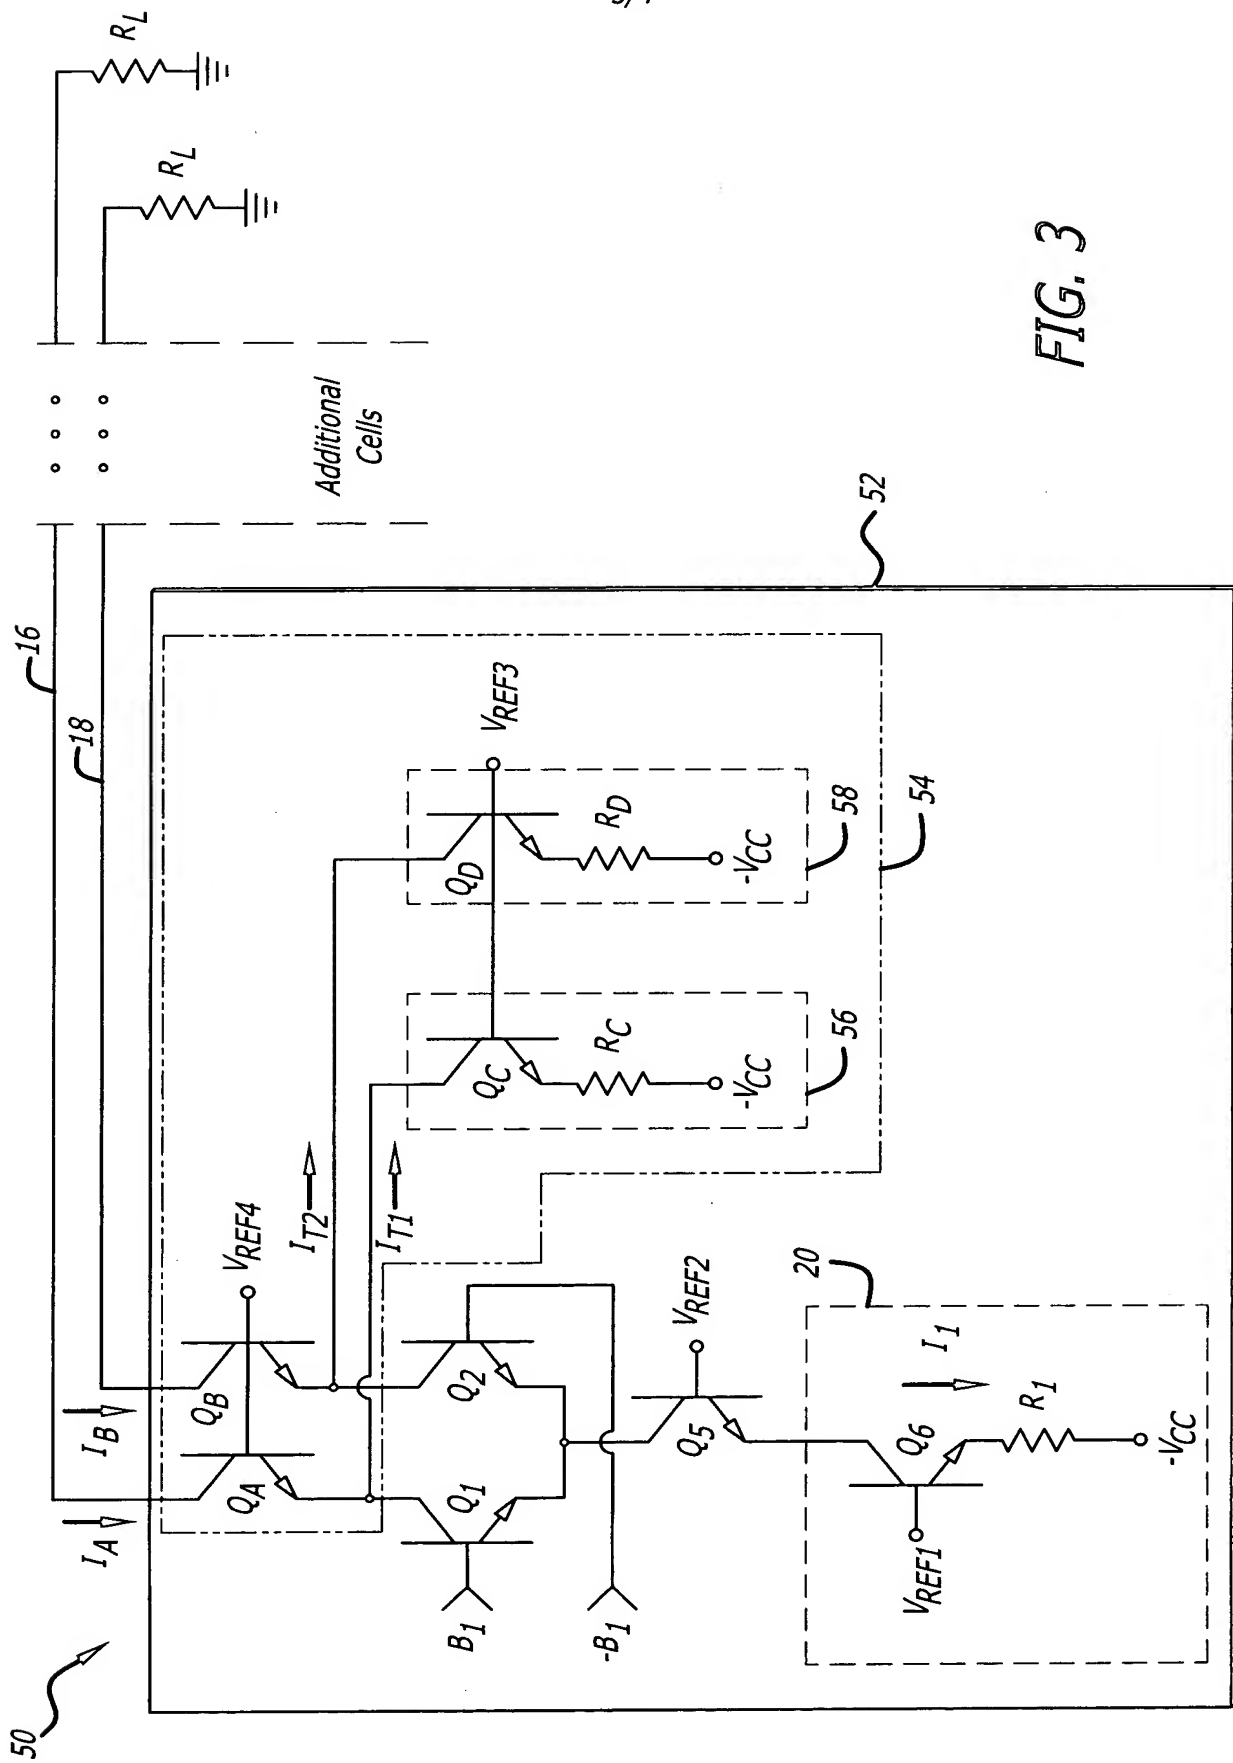 50
16
18
R_L
R_L
I_A
I_B
Q_A
Q_B
V_REF4
I_T2
I_T1
Additional
Cells
B_1
-B_1
Q_1
Q_2
Q_C
R_C
-V_CC
56
Q_D
R_D
-V_CC
58
V_REF3
54
52
Q_5
V_REF2
20
V_REF1
Q_6
I_1
R_1
-V_CC
FIG. 3